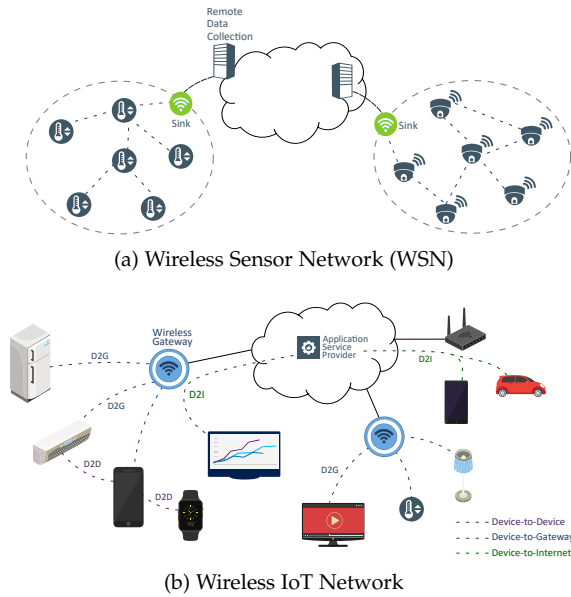 Remote
Data
Collection
Sink
Sink
(a) Wireless Sensor Network (WSN)
Wireless
Gateway
Application
Service
Provider
D2G
D2I
D2I
D2G
D2D
D2D
D2G
Device-to-Device
Device-to-Gateway
Device-to-Internet
(b) Wireless IoT Network